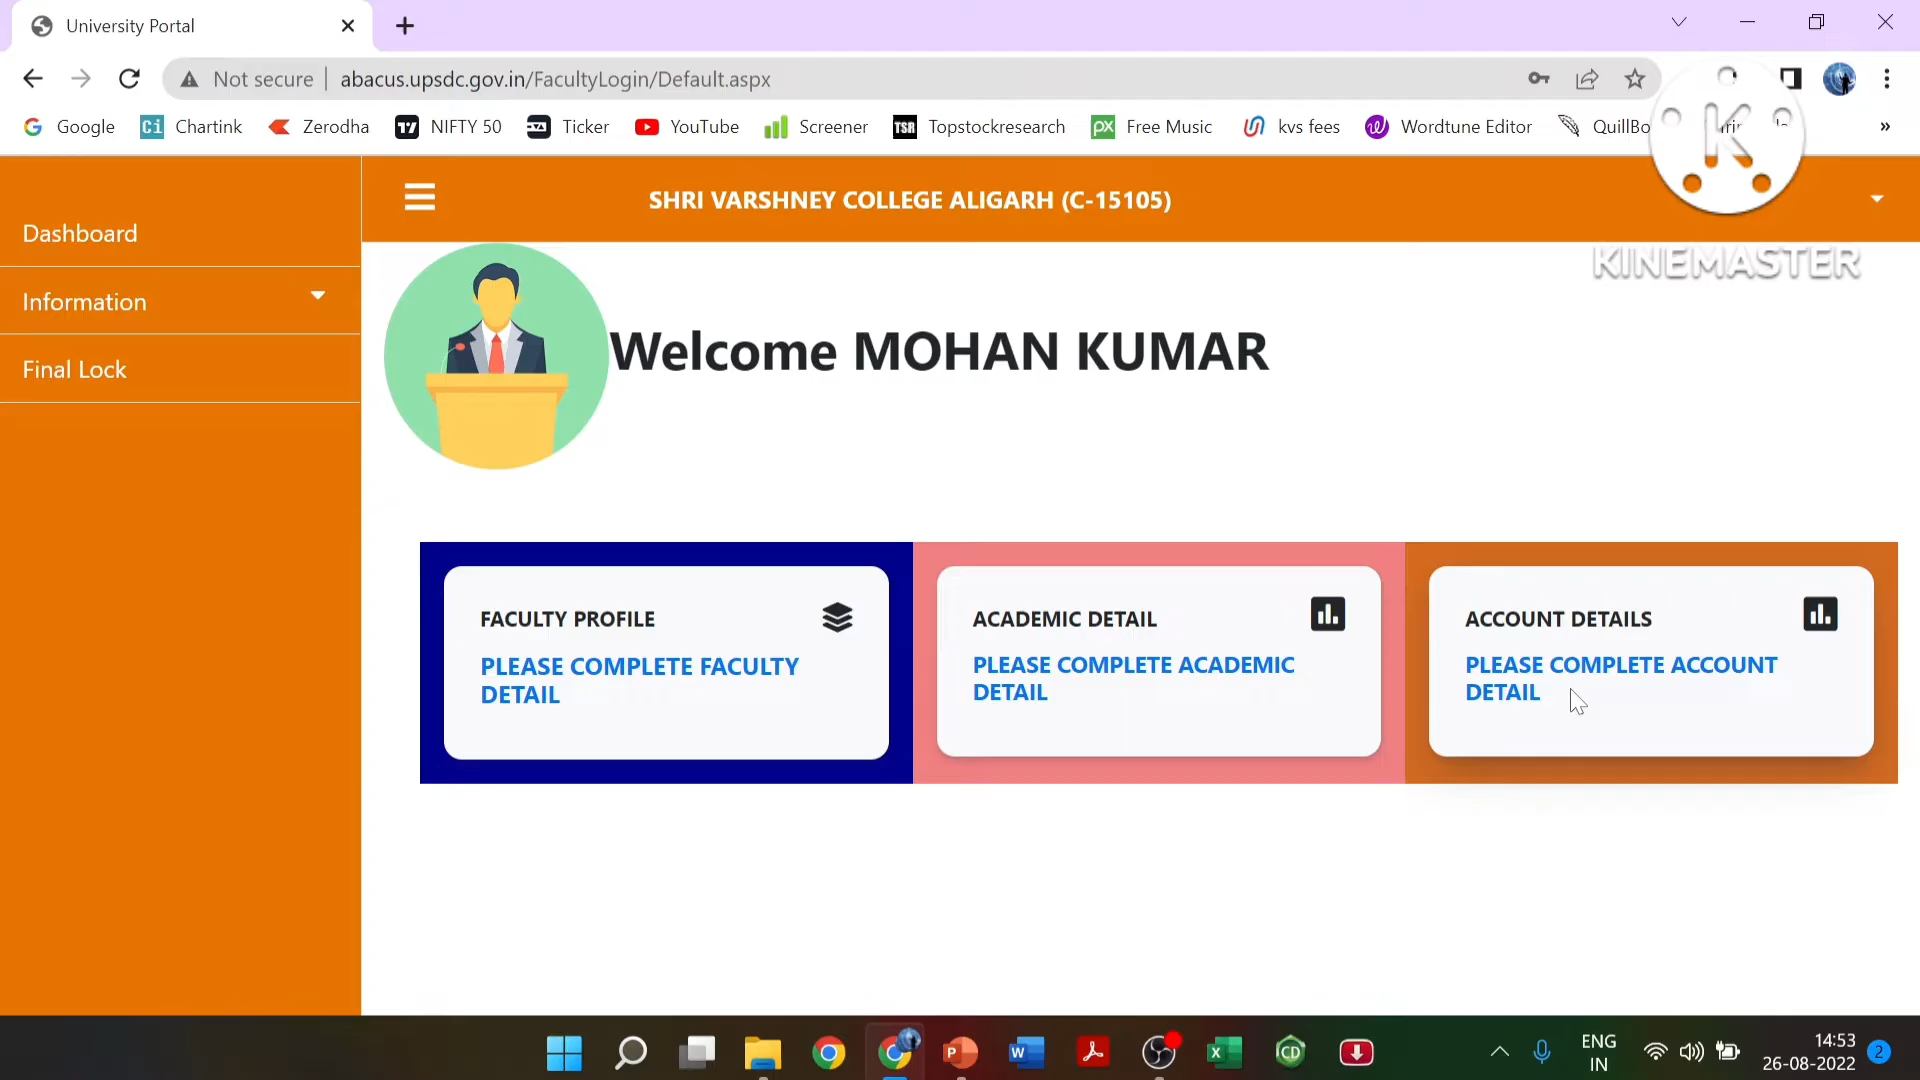 University Portal
Not secure
abacus.upsdc.gov.in/FacultyLogin/Default.aspx
Google
Chartink
Zerodha
NIFTY 50
Ticker
YouTube
Screener
Topstockresearch
Free Music
kvs fees
Wordtune Editor
QuillBo
SHRI VARSHNEY COLLEGE ALIGARH (C-15105)
KINEMASTER
Dashboard
Information
Final Lock
Welcome MOHAN KUMAR
FACULTY PROFILE
PLEASE COMPLETE FACULTY
DETAIL
ACADEMIC DETAIL
PLEASE COMPLETE ACADEMIC
DETAIL
ACCOUNT DETAILS
PLEASE COMPLETE ACCOUNT
DETAIL
ENG
IN
14:53
26-08-2022
2